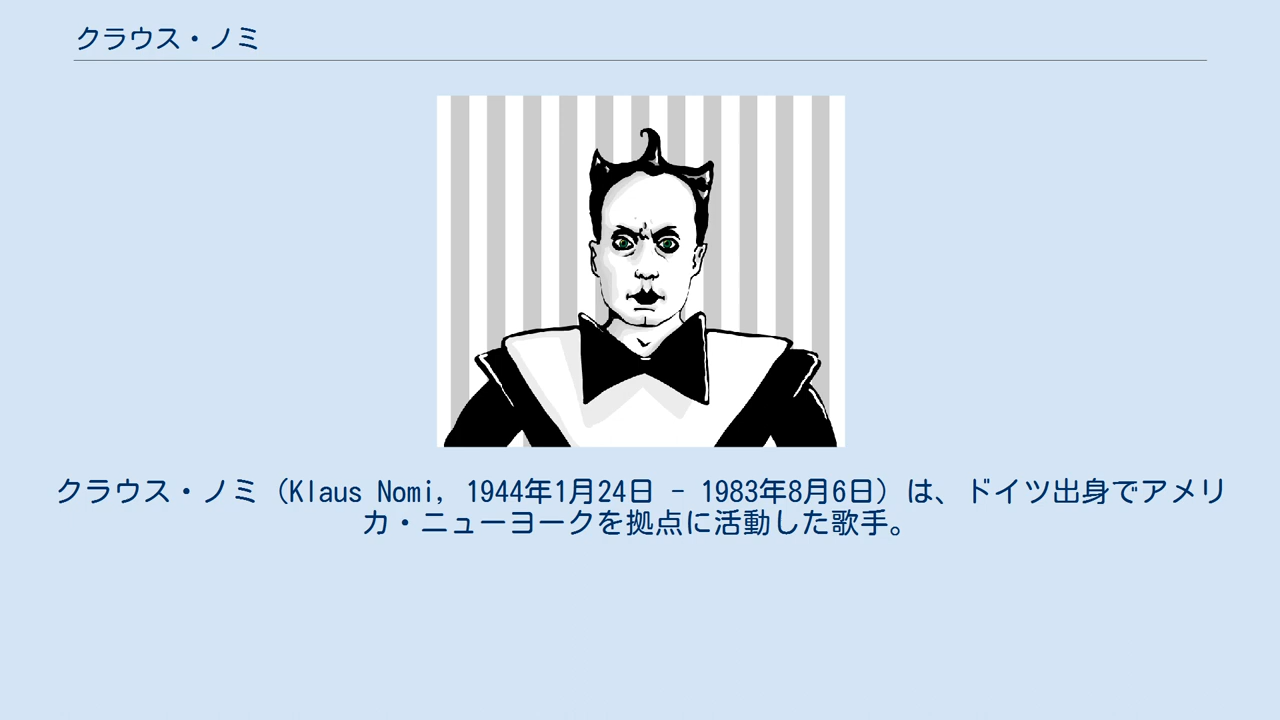 クラウス・ノミ
クラウス・ノミ（Klaus Nomi, 1944年1月24日 - 1983年8月6日）は、ドイツ出身でアメリ
カ・ニューヨークを拠点に活動した歌手。